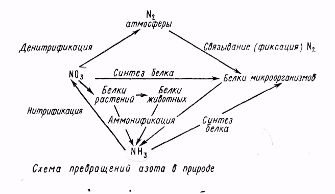 N₂
атмосферы
Денитрификация
Связывание (фиксация) N₂
NO₃
Синтез белка
Белки микроорганизмов
Белки растений
Белки животных
Нитрификация
Аммонификация
Синтез белка
NH₃
Схема превращений азота в природе